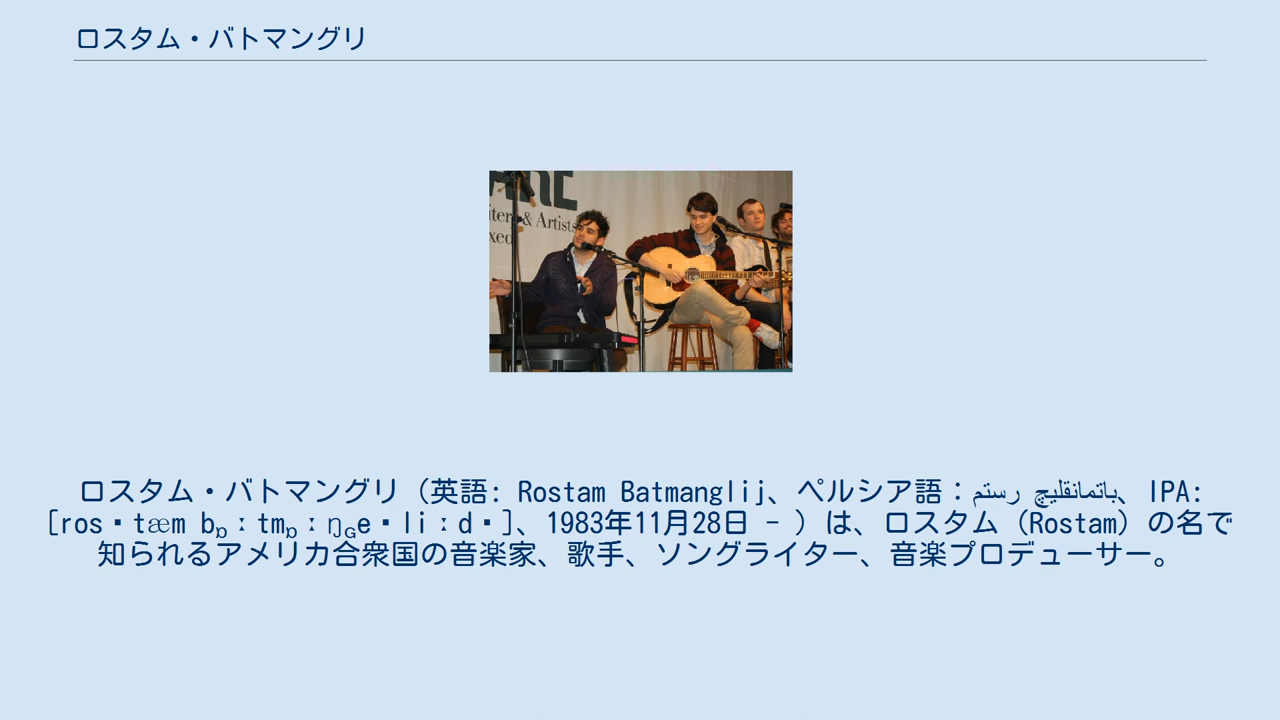 ロスタム・バトマングリ
ARE
iters & Artists
xed
ロスタム・バトマングリ（英語: Rostam Batmanglij、ペルシア語：رستم باتمانقلیچ‎、IPA:
[ros▪tæm bɒːtmɒːŋɢe▪liːd▪]、1983年11月28日 - ）は、ロスタム（Rostam）の名で
知られるアメリカ合衆国の音楽家、歌手、ソングライター、音楽プロデューサー。